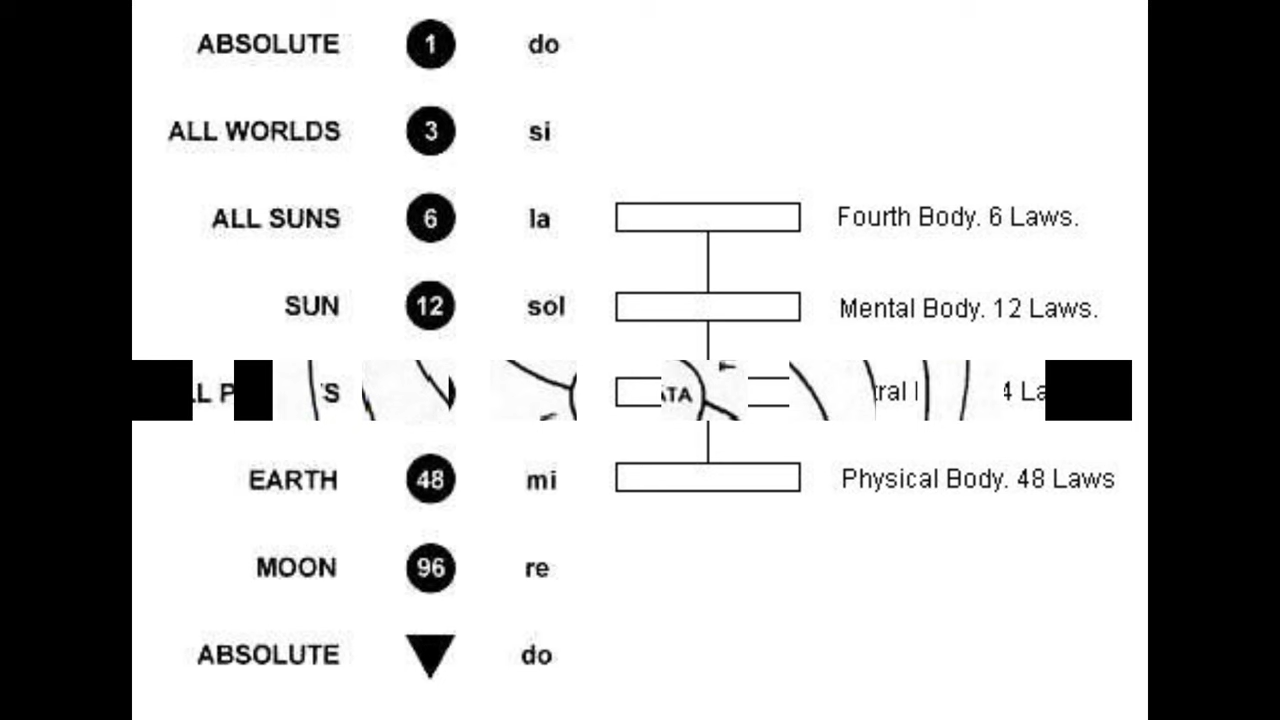 ABSOLUTE 1 do
ALL WORLDS 3 si
ALL SUNS 6 la Fourth Body. 6 Laws.
SUN 12 sol Mental Body. 12 Laws.
EARTH 48 mi Physical Body. 48 Laws
MOON 96 re
ABSOLUTE do